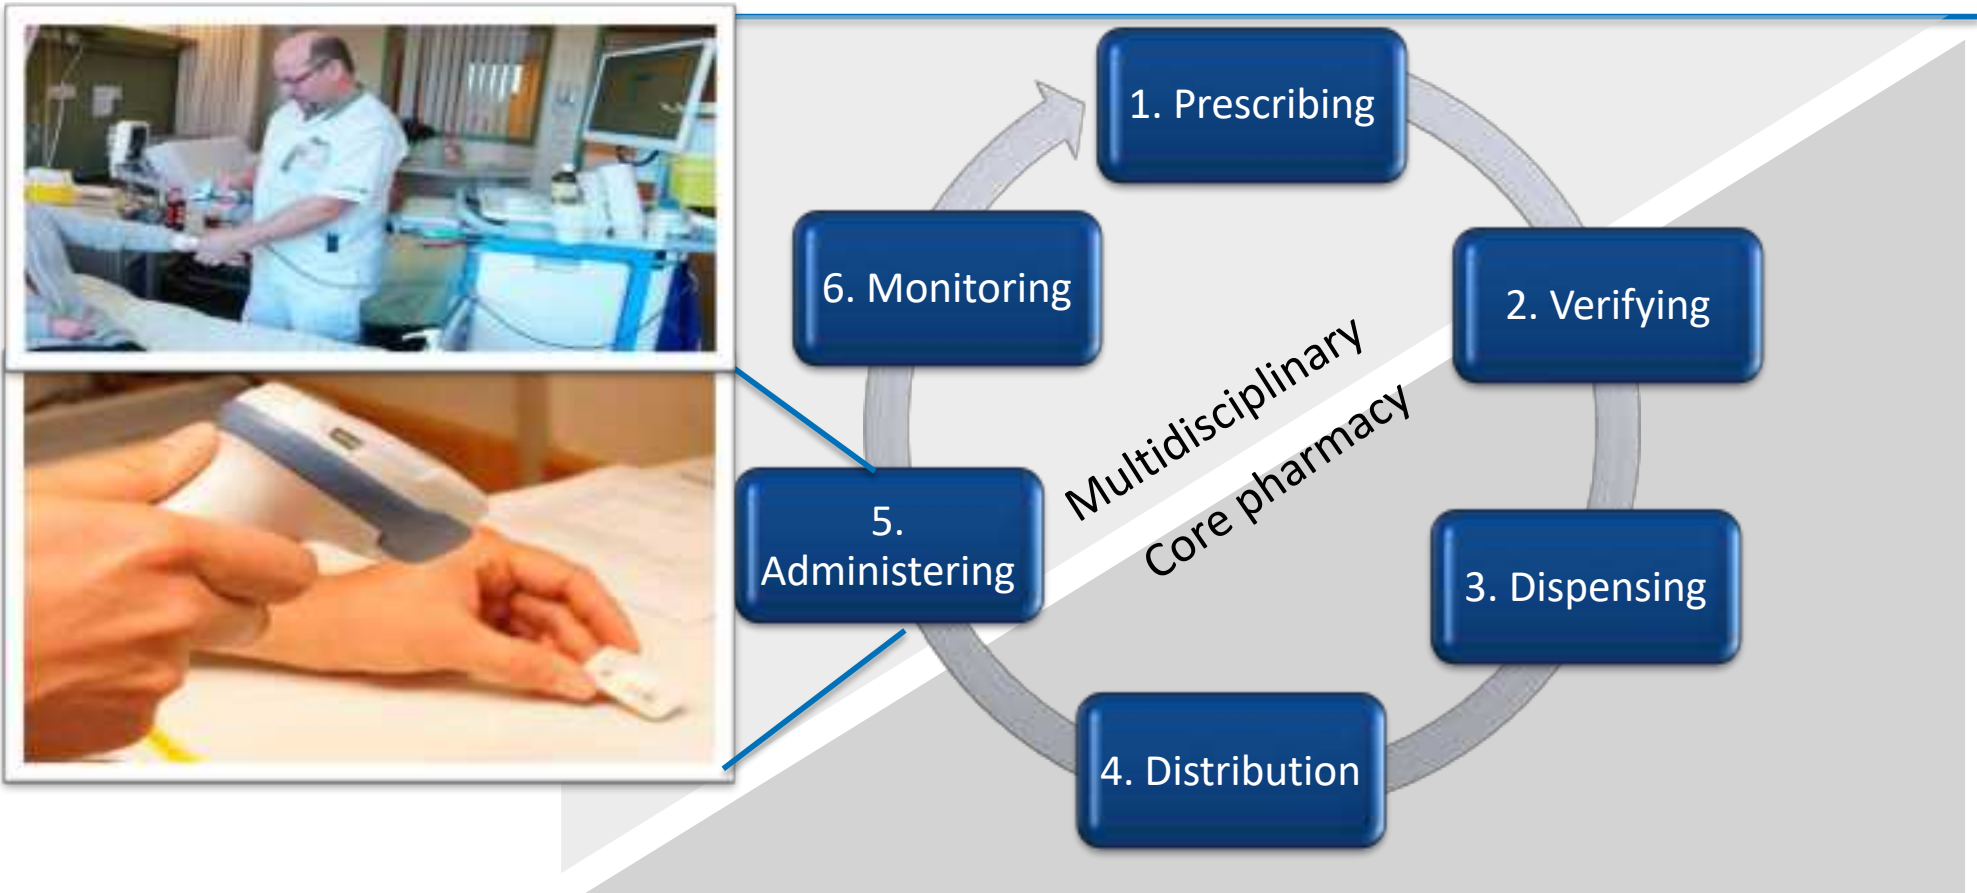 1. Prescribing
2. Verifying
3. Dispensing
4. Distribution
5.
Administering
6. Monitoring
Multidisciplinary
Core pharmacy